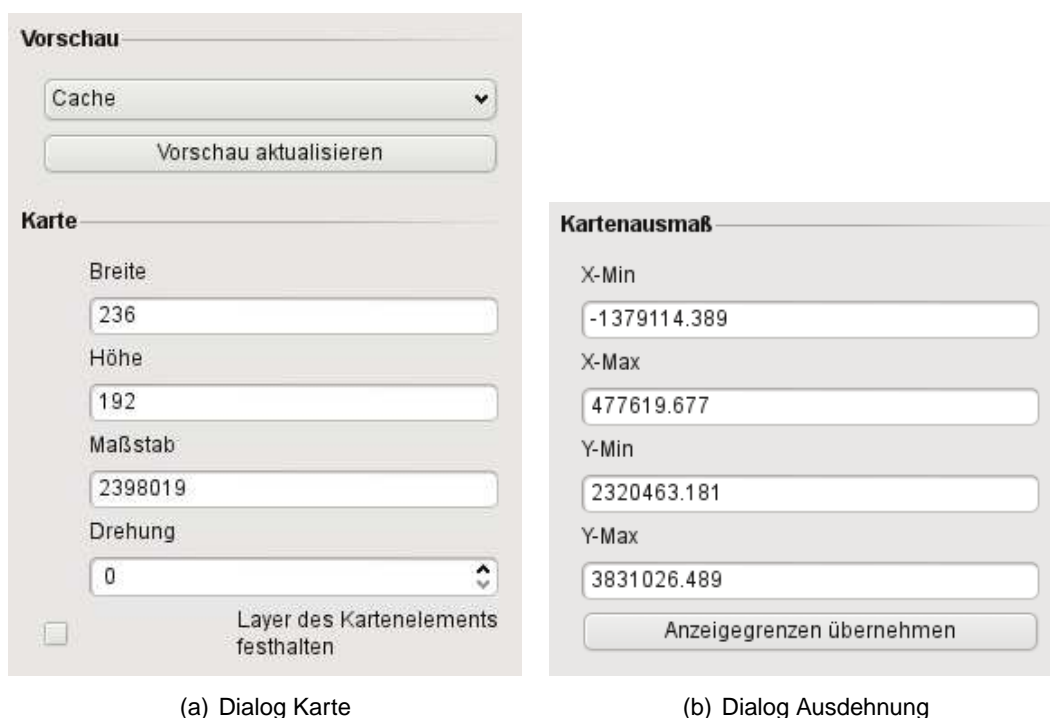 Vorschau
Cache
Vorschau aktualisieren
Karte
Breite
236
Höhe
192
Maßstab
2398019
Drehung
0
Layer des Kartenelements
festhalten
(a) Dialog Karte
Kartenausmaß
X-Min
-1379114.389
X-Max
477619.677
Y-Min
2320463.181
Y-Max
3831026.489
Anzeigegrenzen übernehmen
(b) Dialog Ausdehnung